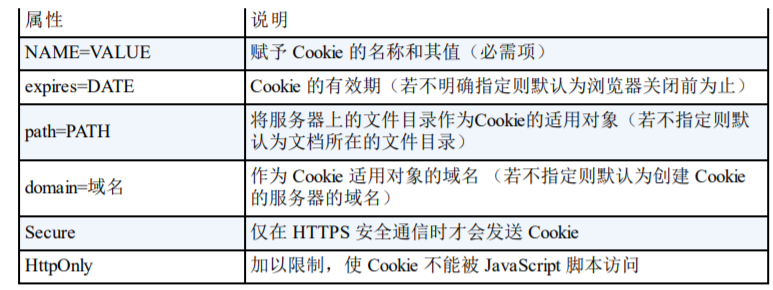 属性 说明
NAME=VALUE 赋予 Cookie 的名称和其值（必需项）
expires=DATE Cookie 的有效期（若不明确指定则默认为浏览器关闭前为止）
path=PATH 将服务器上的文件目录作为Cookie的适用对象（若不指定则默
认为文档所在的文件目录）
domain=域名 作为 Cookie 适用对象的域名 （若不指定则默认为创建 Cookie
的服务器的域名）
Secure 仅在 HTTPS 安全通信时才会发送 Cookie
HttpOnly 加以限制，使 Cookie 不能被 JavaScript 脚本访问